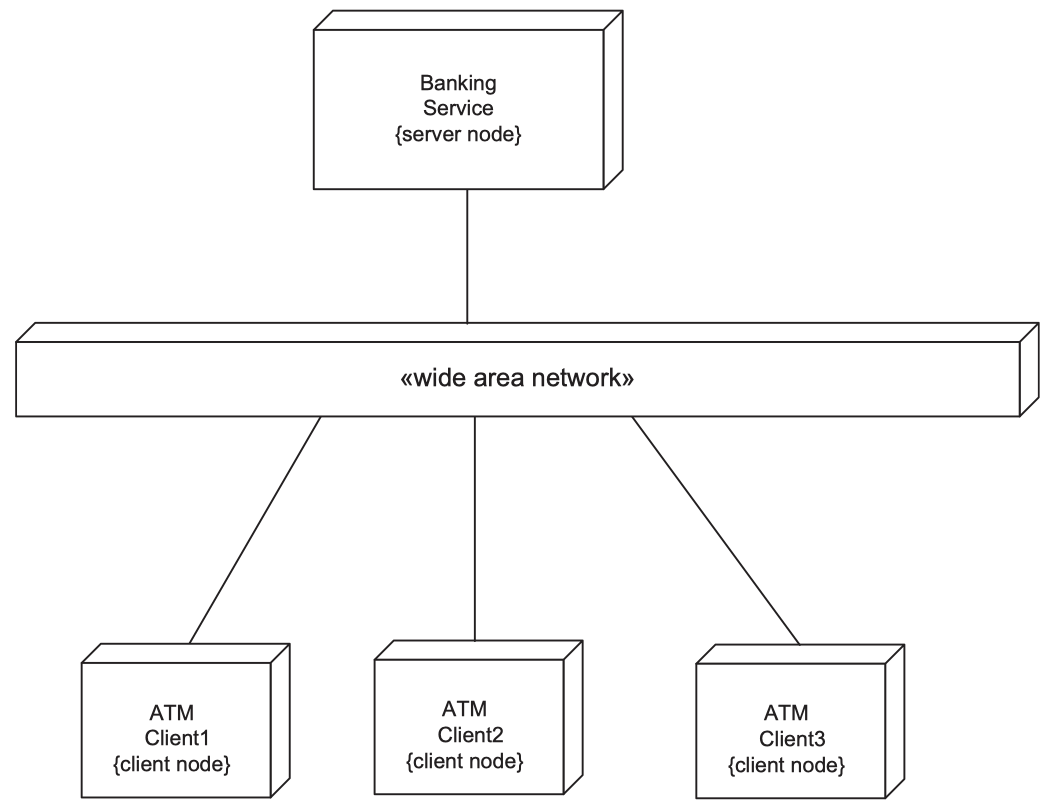 Banking
Service
{server node}
«wide area network»
ATM
Client1
{client node}
ATM
Client2
{client node}
ATM
Client3
{client node}